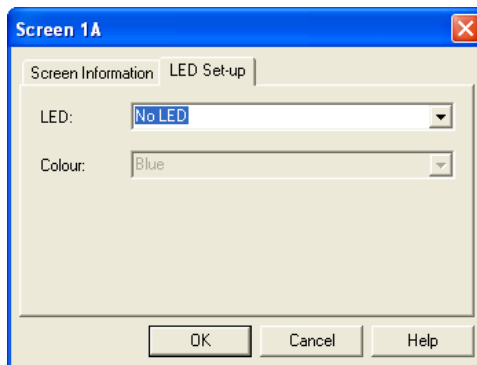 Screen 1A
Screen Information LED Set-up
LED: No LED
Colour: Blue
OK Cancel Help